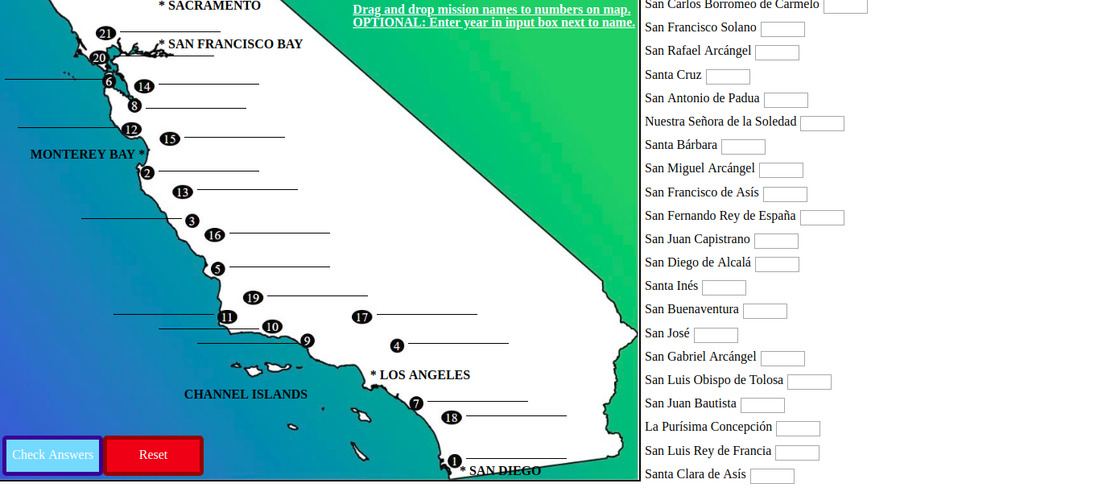 * SACRAMENTO
Drag and drop mission names to numbers on map.
OPTIONAL: Enter year in input box next to name.
21
* SAN FRANCISCO BAY
20
6
14
8
12
15
MONTEREY BAY *
2
13
3
16
5
19
11
10
17
9
4
* LOS ANGELES
CHANNEL ISLANDS
7
18
1
* SAN DIEGO
Check Answers
Reset
San Carlos Borromeo de Carmelo
San Francisco Solano
San Rafael Arcángel
Santa Cruz
San Antonio de Padua
Nuestra Señora de la Soledad
Santa Bárbara
San Miguel Arcángel
San Francisco de Asís
San Fernando Rey de España
San Juan Capistrano
San Diego de Alcalá
Santa Inés
San Buenaventura
San José
San Gabriel Arcángel
San Luis Obispo de Tolosa
San Juan Bautista
La Purísima Concepción
San Luis Rey de Francia
Santa Clara de Asís